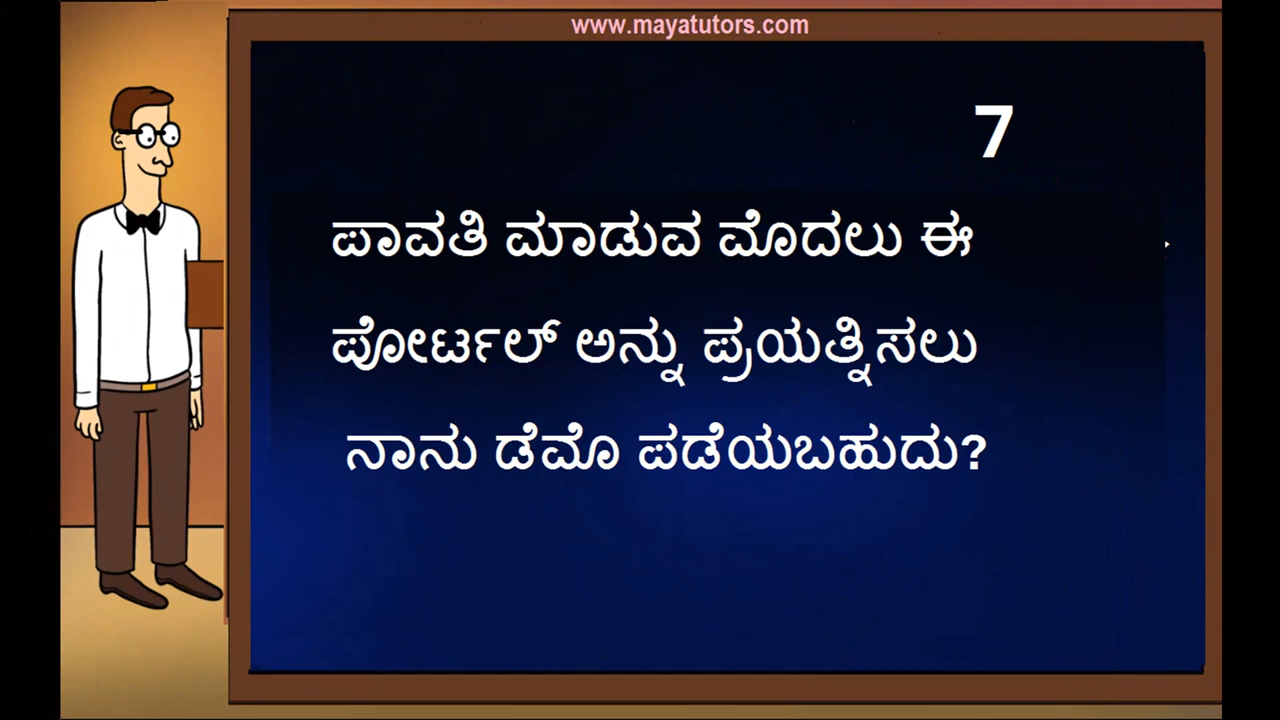 www.mayatutors.com
7
ಪಾವತಿ ಮಾಡುವ ಮೊದಲು ಈ
ಪೋರ್ಟಲ್ ಅನ್ನು ಪ್ರಯತ್ನಿಸಲು
ನಾನು ಡೆಮೊ ಪಡೆಯಬಹುದು?